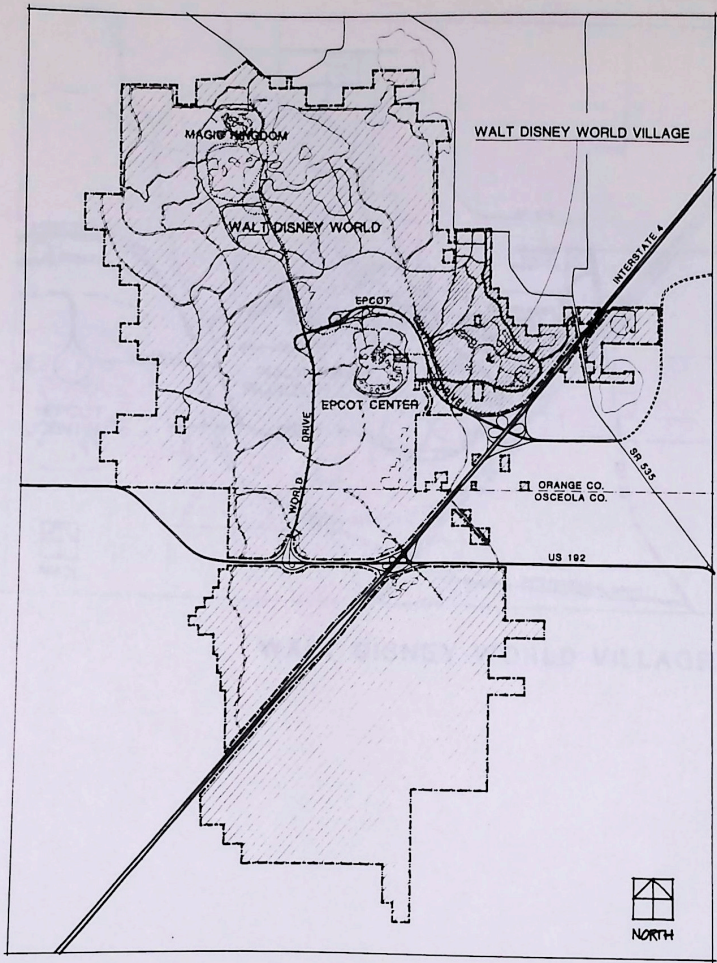 MAGIC KINGDOM
WALT DISNEY WORLD VILLAGE
WALT DISNEY WORLD
INTERSTATE 4
EPCOT
DRIVE
EPCOT CENTER
DRIVE
WORLD
SR 535
ORANGE CO.
OSCEOLA CO.
US 192
WALT DISNEY WORLD VILLAGE
NORTH